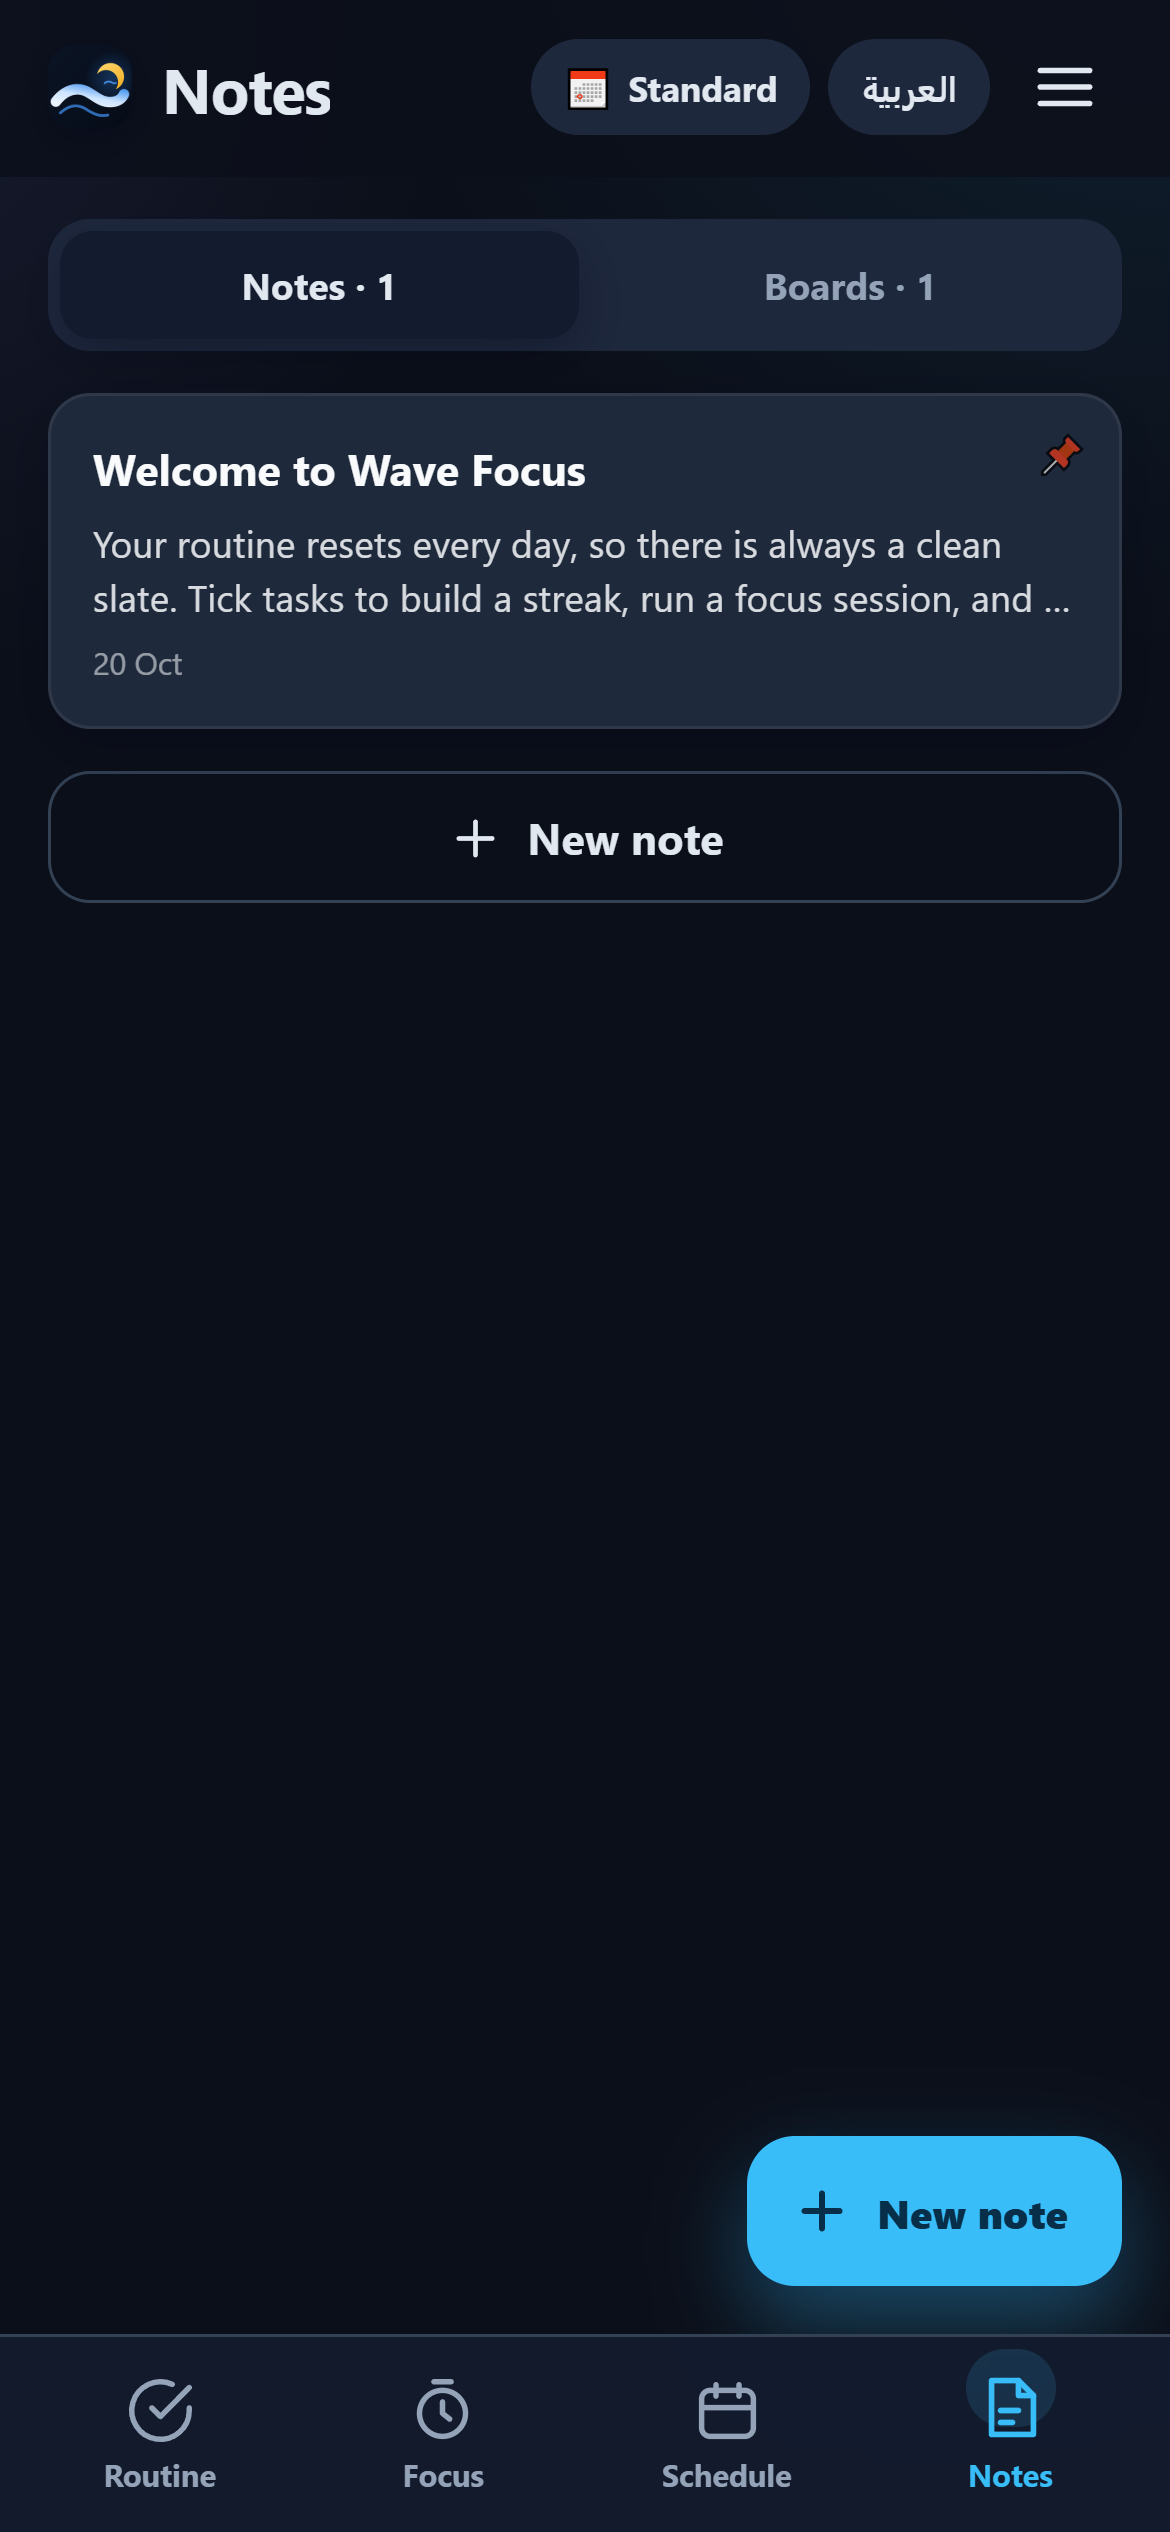 Notes
Standard
العربية
Notes · 1
Boards · 1
Welcome to Wave Focus
Your routine resets every day, so there is always a clean
slate. Tick tasks to build a streak, run a focus session, and ...
20 Oct
New note
New note
Routine
Focus
Schedule
Notes